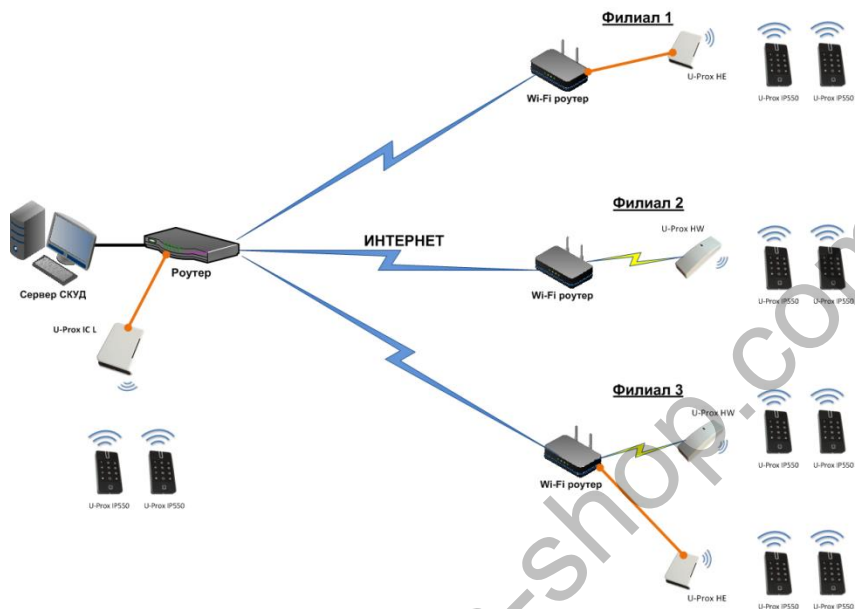 Филиал 1
U-Prox HE
Wi-Fi роутер
U-Prox IP550
U-Prox IP550
Филиал 2
U-Prox HW
ИНТЕРНЕТ
Wi-Fi роутер
U-Prox IP550
U-Prox IP550
Сервер СКУД
Роутер
U-Prox IC L
Филиал 3
U-Prox HW
Wi-Fi роутер
U-Prox IP550
U-Prox IP550
U-Prox IP550
U-Prox IP550
U-Prox HE
U-Prox IP550
U-Prox IP550
-shop.com